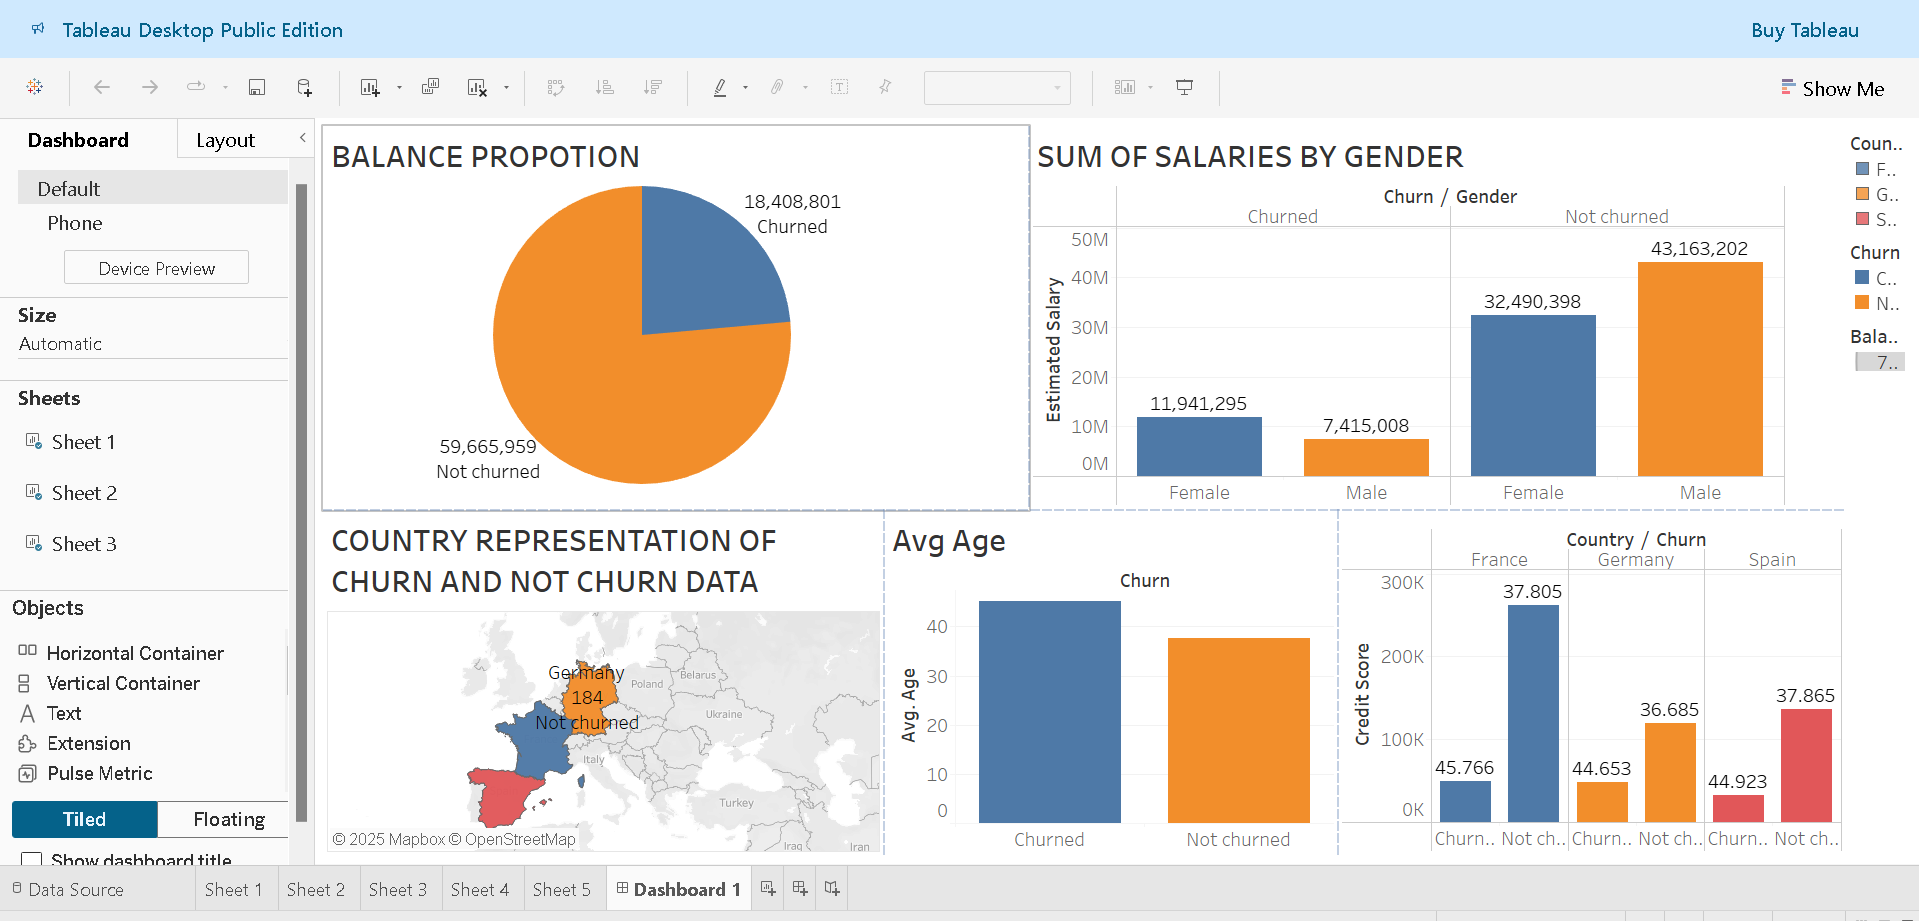 Tableau Desktop Public Edition
Buy Tableau
Show Me
Dashboard
Layout
Default
Phone
Device Preview
Size
Automatic
Sheets
Sheet 1
Sheet 2
Sheet 3
Objects
Horizontal Container
Vertical Container
Text
Extension
Pulse Metric
Tiled
Floating
Show dashboard title
BALANCE PROPOTION
18,408,801
Churned
59,665,959
Not churned
SUM OF SALARIES BY GENDER
Churn / Gender
Churned
Not churned
Estimated Salary
50M
40M
30M
20M
10M
0M
11,941,295
7,415,008
32,490,398
43,163,202
Female
Male
Female
Male
Coun..
F..
G..
S..
Churn
C..
N..
Bala..
7..
COUNTRY REPRESENTATION OF
CHURN AND NOT CHURN DATA
Germany
184
Not churned
Poland
Belarus
Ukraine
Italy
Turkey
Iraq
Iran
© 2025 Mapbox © OpenStreetMap
Avg Age
Churn
Avg. Age
40
30
20
10
0
Churned
Not churned
Country / Churn
France
Germany
Spain
Credit Score
300K
200K
100K
0K
45.766
37.805
44.653
36.685
44.923
37.865
Churn..
Not ch..
Churn..
Not ch..
Churn..
Not ch..
Data Source
Sheet 1
Sheet 2
Sheet 3
Sheet 4
Sheet 5
Dashboard 1